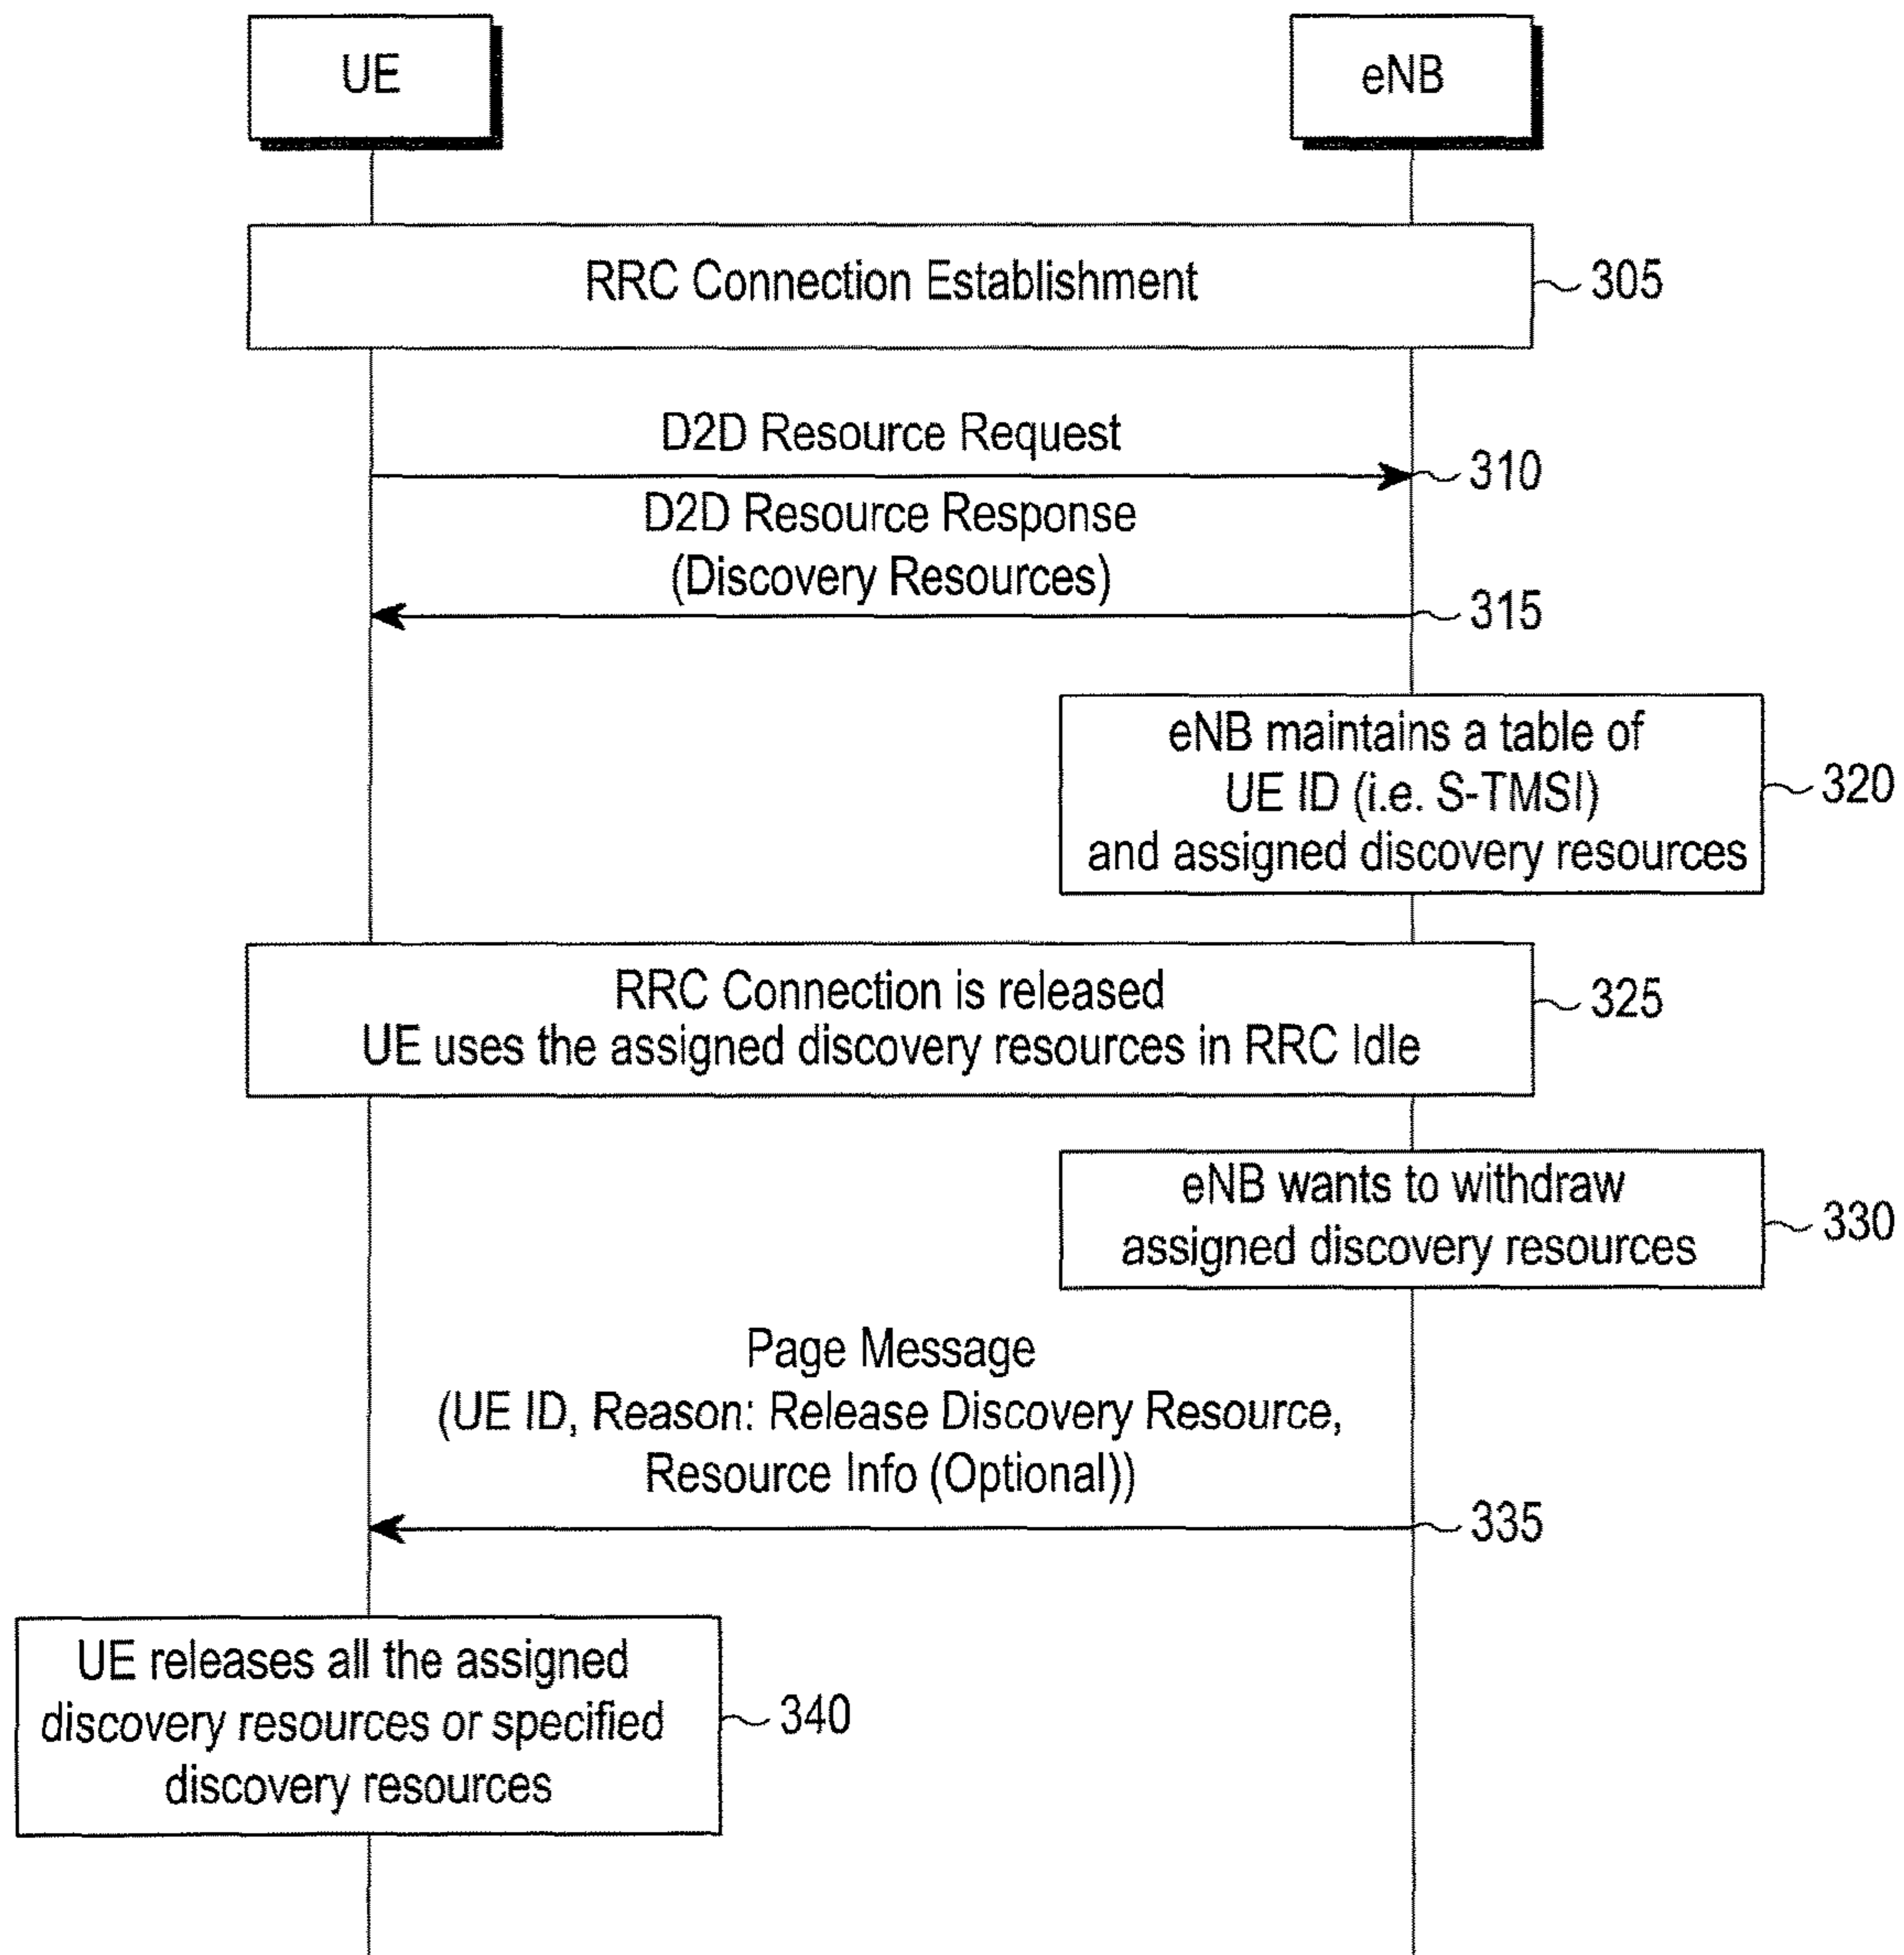 UE
eNB
RRC Connection Establishment
305
D2D Resource Request
310
D2D Resource Response
(Discovery Resources)
315
eNB maintains a table of
UE ID (i.e. S-TMSI)
and assigned discovery resources
320
RRC Connection is released
UE uses the assigned discovery resources in RRC Idle
325
eNB wants to withdraw
assigned discovery resources
330
Page Message
(UE ID, Reason: Release Discovery Resource,
Resource Info (Optional))
335
UE releases all the assigned
discovery resources or specified
discovery resources
340